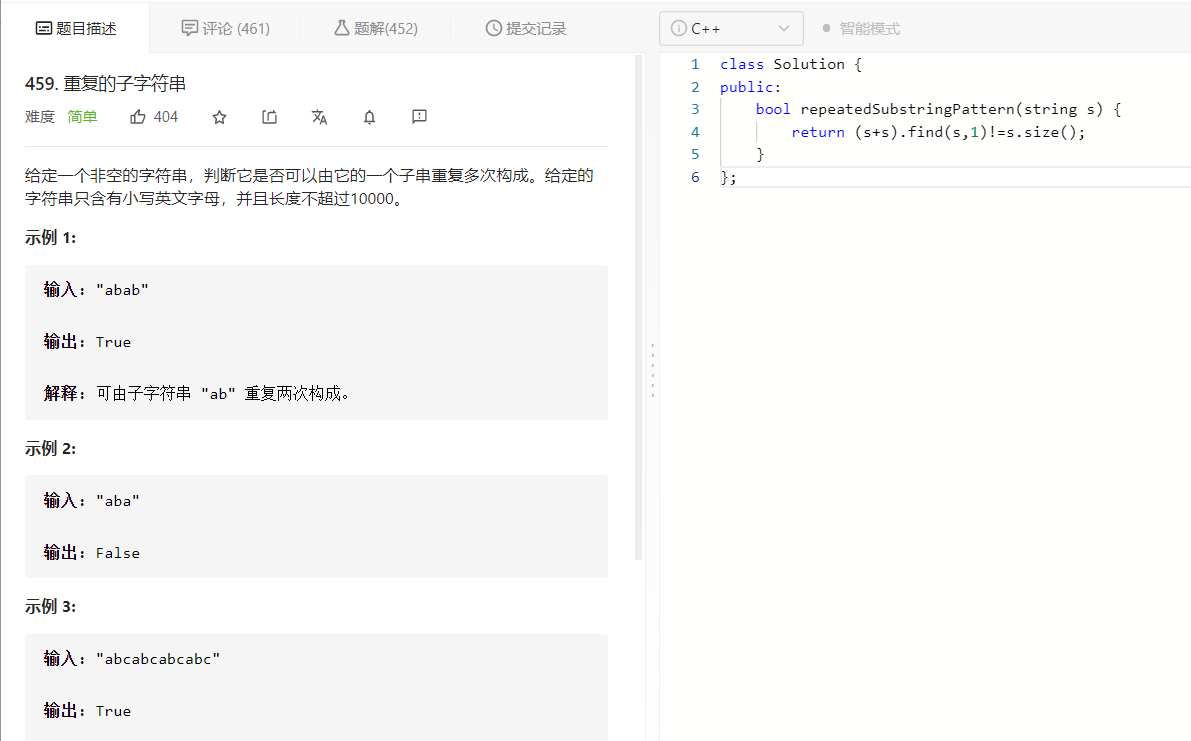 题目描述 评论 (461) 题解(452) 提交记录
459. 重复的子字符串
难度 简单 404
给定一个非空的字符串，判断它是否可以由它的一个子串重复多次构成。给定的
字符串只含有小写英文字母，并且长度不超过10000。
示例 1:
输入: "abab"
输出: True
解释: 可由子字符串 "ab" 重复两次构成。
示例 2:
输入: "aba"
输出: False
示例 3:
输入: "abcabcabcabc"
输出: True
C++ 智能模式
1 class Solution {
2 public:
3     bool repeatedSubstringPattern(string s) {
4         return (s+s).find(s,1)!=s.size();
5     }
6 };